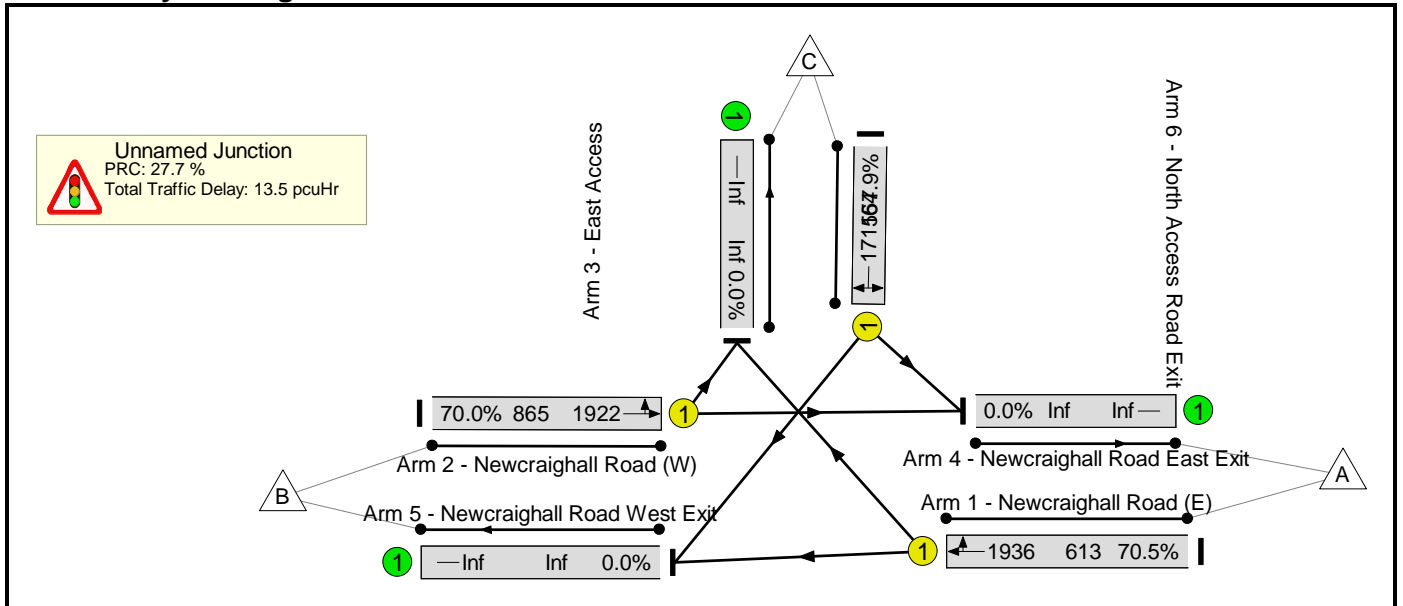 C
Unnamed Junction
PRC: 27.7 %
Total Traffic Delay: 13.5 pcuHr
Arm 3 - East Access
1
Inf
Inf 0.0%
1
Arm 6 - North Access Road Exit
70.0% 865 1922
1
0.0% Inf Inf
1
Arm 2 - Newcraighall Road (W)
Arm 4 - Newcraighall Road East Exit
B
A
Arm 5 - Newcraighall Road West Exit
Arm 1 - Newcraighall Road (E)
1
Inf Inf 0.0%
1
1936 613 70.5%